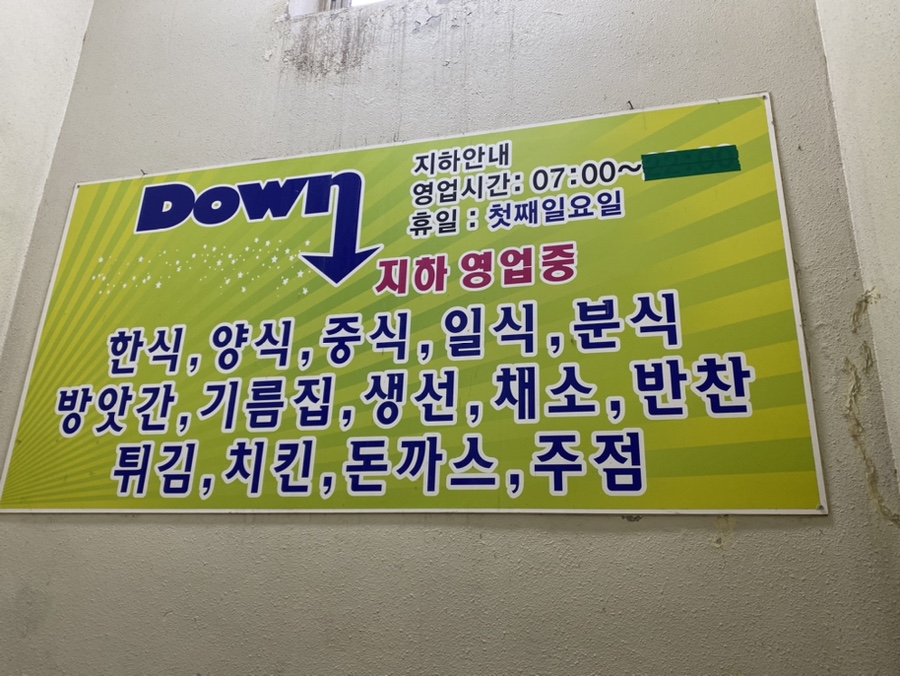 DOWN
지하안내
영업시간: 07:00~
휴일 : 첫째일요일
지하 영업중
한식, 양식, 중식, 일식, 분식
방앗간, 기름집, 생선, 채소, 반찬
튀김, 치킨, 돈까스, 주점